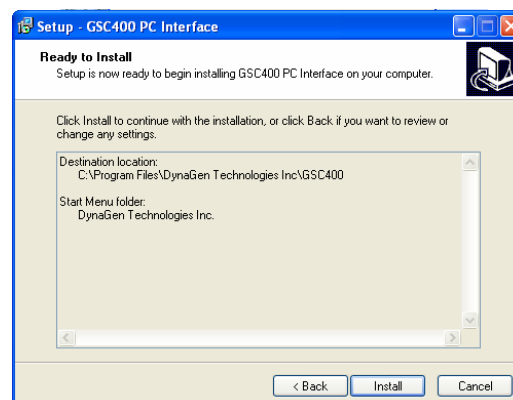 Setup - GSC400 PC Interface
Ready to Install
Setup is now ready to begin installing GSC400 PC Interface on your computer.
Click Install to continue with the installation, or click Back if you want to review or
change any settings.
Destination location:
C:\Program Files\DynaGen Technologies Inc\GSC400
Start Menu folder:
DynaGen Technologies Inc.
< Back
Install
Cancel